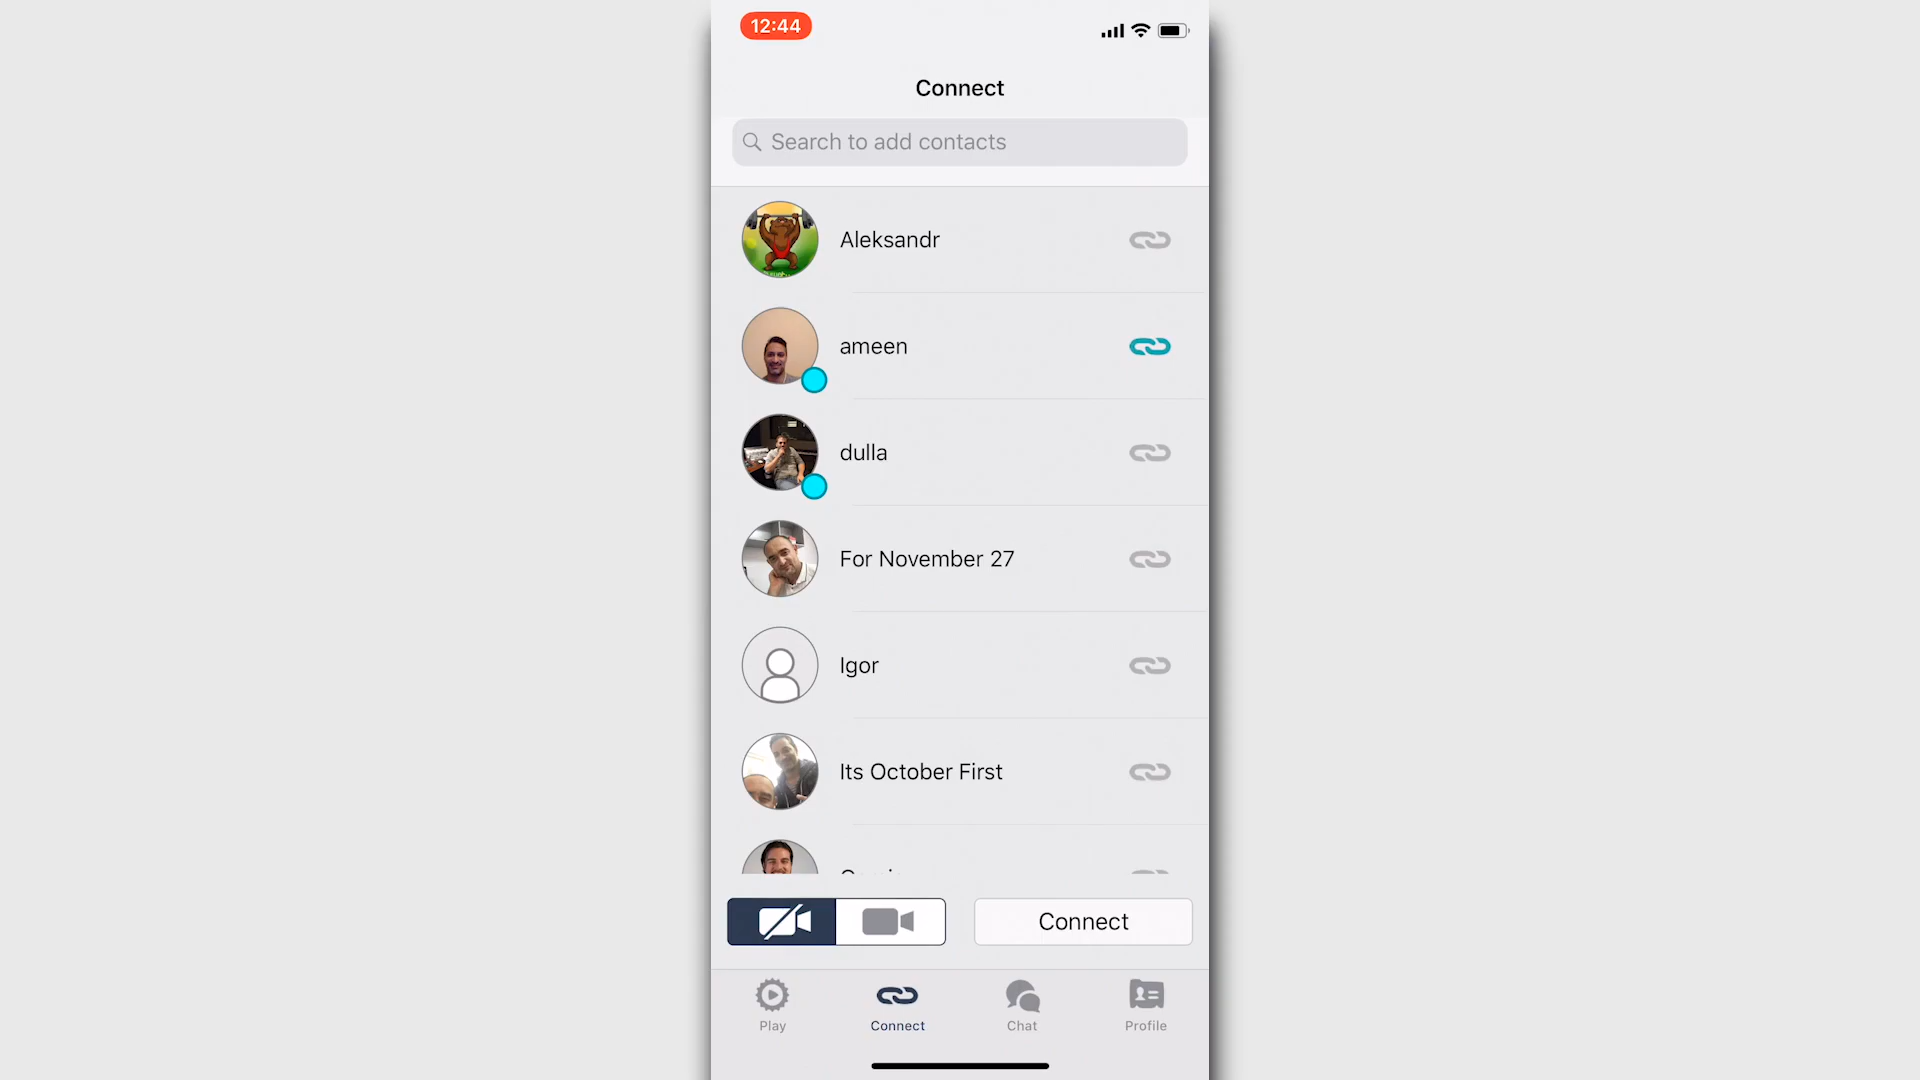 12:44
Connect
Search to add contacts
Aleksandr
ameen
dulla
For November 27
Igor
Its October First
Connect
Play
Connect
Chat
Profile